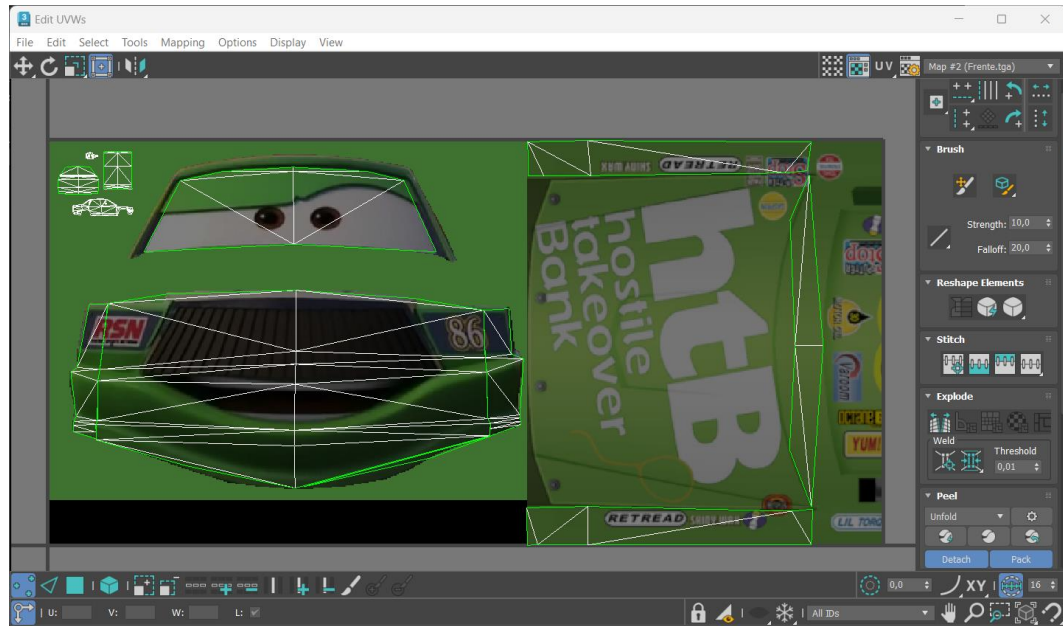 Edit UVWs
File Edit Select Tools Mapping Options Display View
UV
Map #2 (Frente.tga)
Brush
Strength: 10,0
Falloff: 20,0
Reshape Elements
Stitch
Explode
Weld
Threshold
0,01
Peel
Unfold
Detach Pack
RSN
86
RETREAD
htB
hostile
takeover
Bank
Varoom
YUM!
RETREAD
LIL TORQ
0,0
XY
16
U: V: W: L:
All IDs